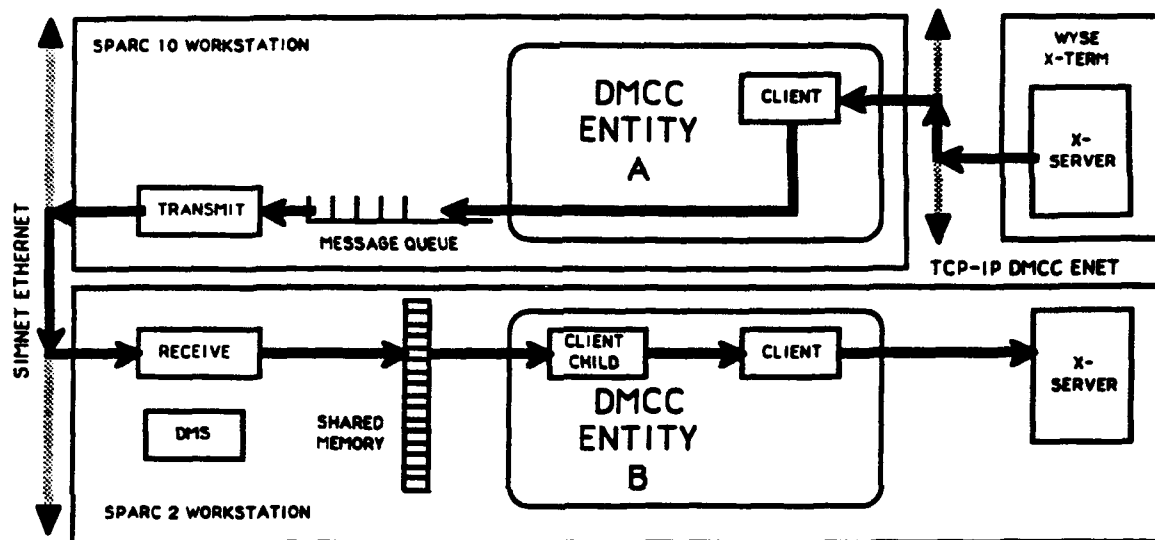 SPARC 10 WORKSTATION
DMCC
ENTITY
A
CLIENT
WYSE
X-TERM
X-
SERVER
TRANSMIT
MESSAGE QUEUE
TCP-IP DMCC ENET
SIMNET ETHERNET
RECEIVE
CLIENT
CHILD
CLIENT
X-
SERVER
DMS
SHARED
MEMORY
DMCC
ENTITY
B
SPARC 2 WORKSTATION